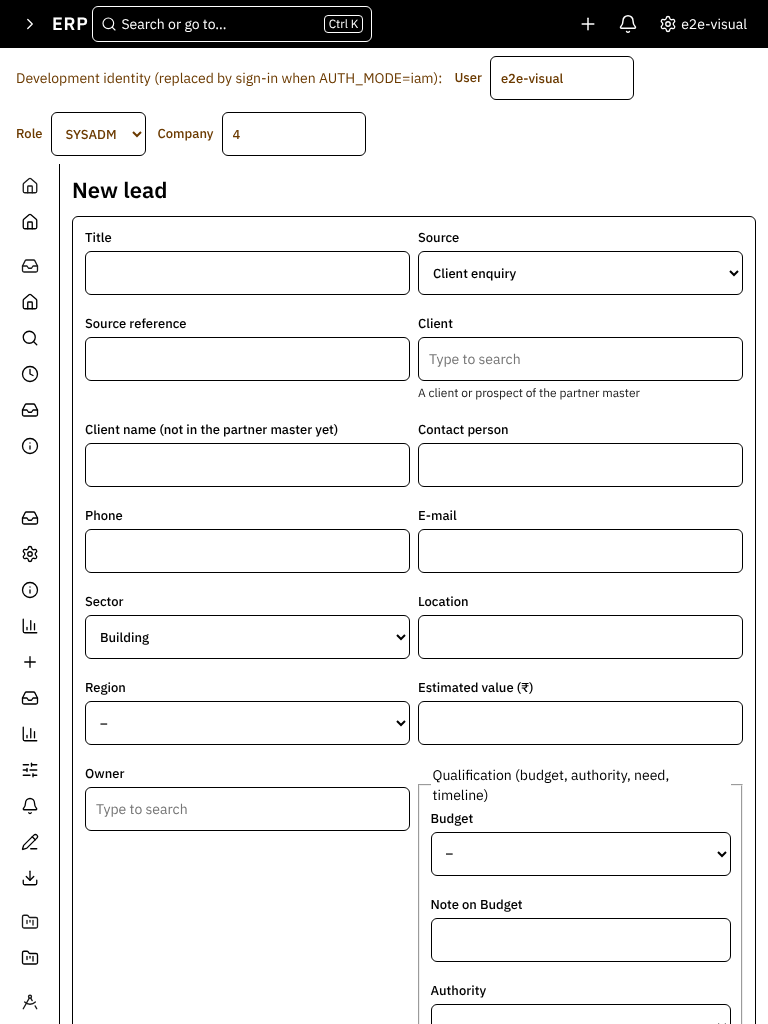 ERP
Search or go to...
Ctrl K
e2e-visual
Development identity (replaced by sign-in when AUTH_MODE=iam):
User
e2e-visual
Role
SYSADM
Company
4
New lead
Title
Source
Client enquiry
Source reference
Client
Type to search
A client or prospect of the partner master
Client name (not in the partner master yet)
Contact person
Phone
E-mail
Sector
Location
Building
Region
Estimated value (₹)
–
Owner
Qualification (budget, authority, need,
timeline)
Type to search
Budget
–
Note on Budget
Authority